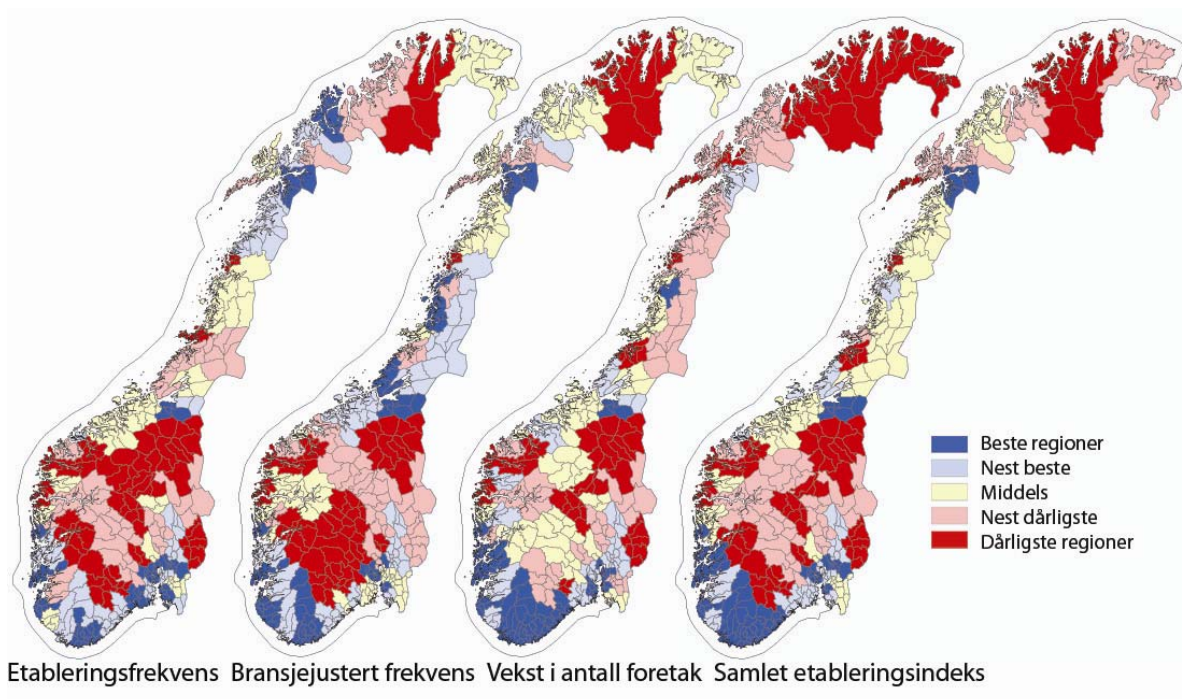 Beste regioner
Nest beste
Middels
Nest dårligste
Dårligste regioner
Etableringsfrekvens Bransjejustert frekvens Vekst i antall foretak Samlet etableringsindeks